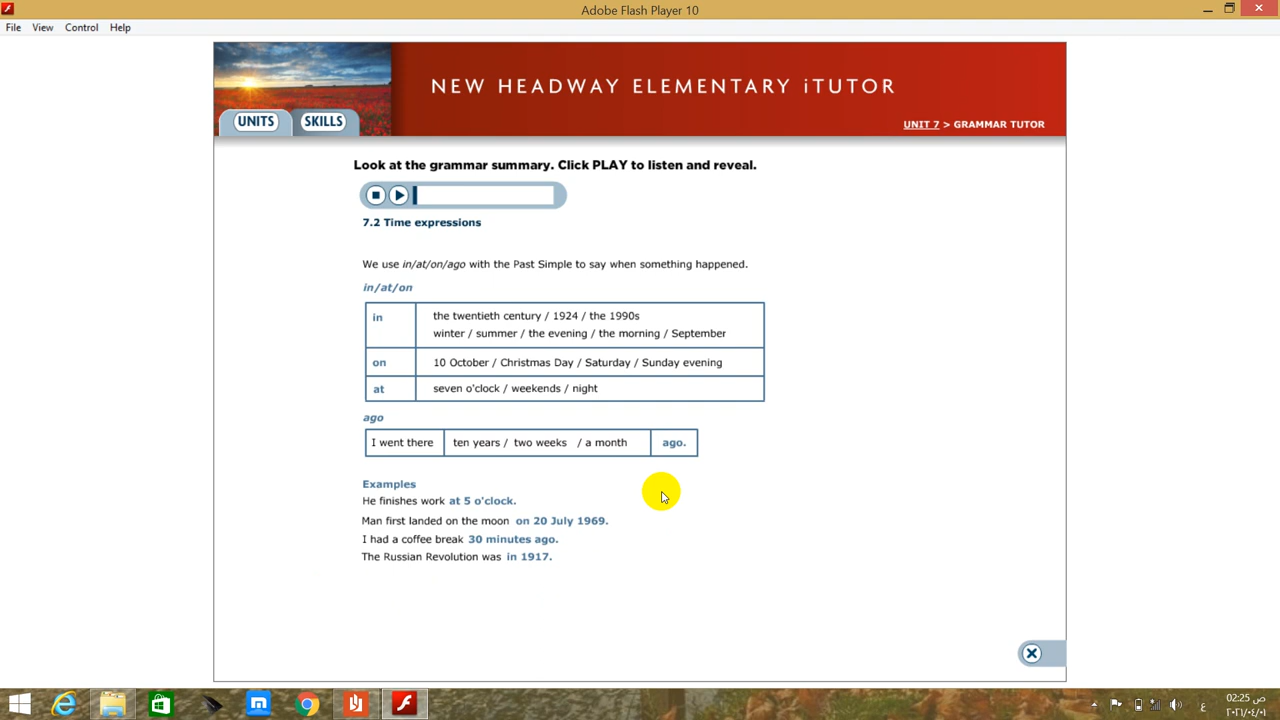 Adobe Flash Player 10
File View Control Help
NEW HEADWAY ELEMENTARY iTUTOR
UNITS SKILLS
UNIT 7 > GRAMMAR TUTOR
Look at the grammar summary. Click PLAY to listen and reveal.
7.2 Time expressions
We use in/at/on/ago with the Past Simple to say when something happened.
in/at/on
in the twentieth century / 1924 / the 1990s
winter / summer / the evening / the morning / September
on 10 October / Christmas Day / Saturday / Sunday evening
at seven o'clock / weekends / night
ago
I went there ten years / two weeks / a month ago.
Examples
He finishes work at 5 o'clock.
Man first landed on the moon on 20 July 1969.
I had a coffee break 30 minutes ago.
The Russian Revolution was in 1917.
ع
02:25 ص